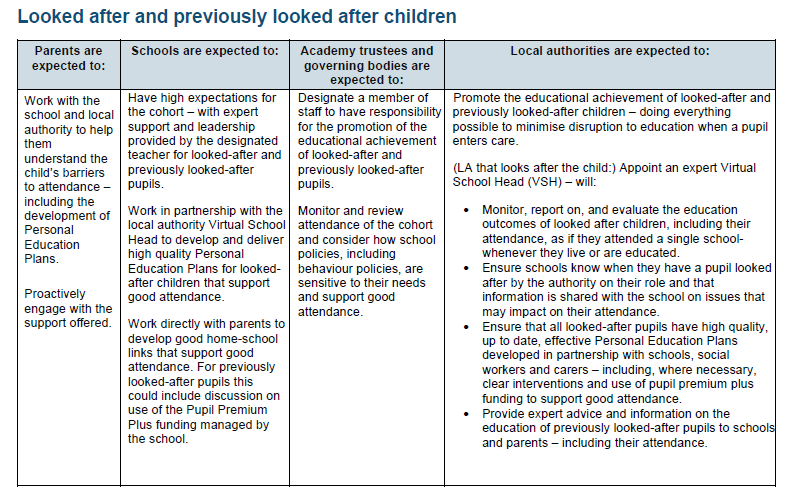 Looked after and previously looked after children
Parents are
expected to:
Schools are expected to:
Academy trustees and
governing bodies are
expected to:
Local authorities are expected to:
Work with the
school and local
authority to help
them
understand the
child's barriers
to attendance –
including the
development of
Personal
Education
Plans.
Proactively
engage with the
support offered.
Have high expectations for
the cohort – with expert
support and leadership
provided by the designated
teacher for looked-after and
previously looked-after
pupils.
Work in partnership with the
local authority Virtual School
Head to develop and deliver
high quality Personal
Education Plans for looked-
after children that support
good attendance.
Work directly with parents to
develop good home-school
links that support good
attendance. For previously
looked-after pupils this
could include discussion on
use of the Pupil Premium
Plus funding managed by
the school.
Designate a member of
staff to have responsibility
for the promotion of the
educational achievement
of looked-after and
previously looked-after
pupils.
Monitor and review
attendance of the cohort
and consider how school
policies, including
behaviour policies, are
sensitive to their needs
and support good
attendance.
Promote the educational achievement of looked-after and
previously looked-after children – doing everything
possible to minimise disruption to education when a pupil
enters care.
(LA that looks after the child:) Appoint an expert Virtual
School Head (VSH) – will:
• Monitor, report on, and evaluate the education
outcomes of looked after children, including their
attendance, as if they attended a single school-
whenever they live or are educated.
• Ensure schools know when they have a pupil looked
after by the authority on their role and that
information is shared with the school on issues that
may impact on their attendance.
• Ensure that all looked-after pupils have high quality,
up to date, effective Personal Education Plans
developed in partnership with schools, social
workers and carers – including, where necessary,
clear interventions and use of pupil premium plus
funding to support good attendance.
• Provide expert advice and information on the
education of previously looked-after pupils to schools
and parents – including their attendance.